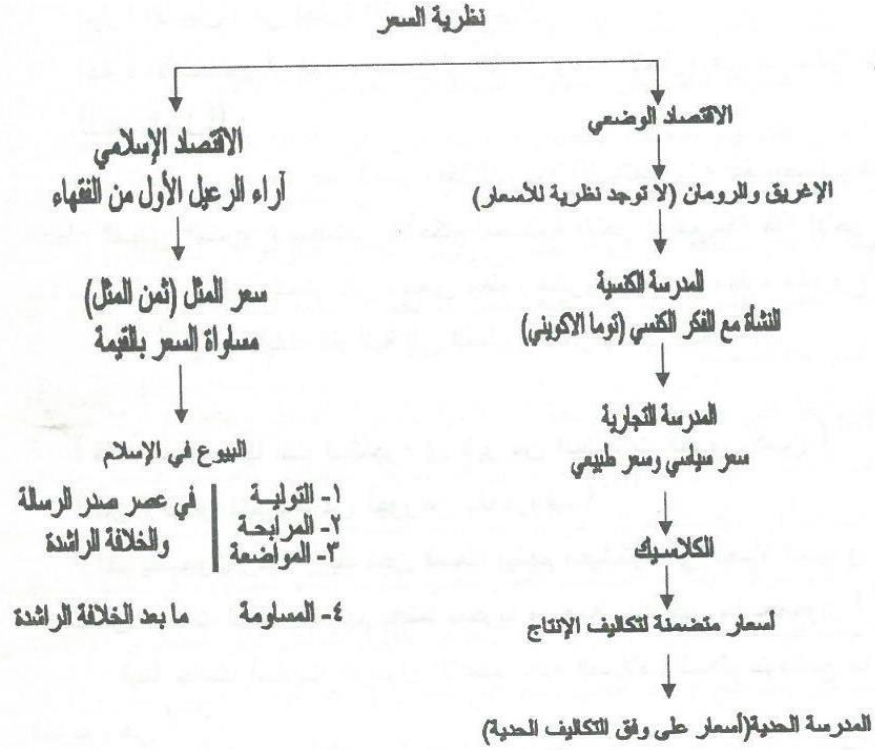 نظرية السعر
الاقتصاد الوضعي
الإغريق والرومان (لا توجد نظرية للأسعار)
المدرسة الكنسية
النشأة مع الفكر الكنسي (توما الاكويني)
المدرسة التجارية
سعر سياسي وسعر طبيعي
الكلاسيك
أسعار متضمنة لتكاليف الإنتاج
المدرسة الحدية(أسعار على وفق التكاليف الحدية)
الاقتصاد الإسلامي
آراء الرعيل الأول من الفقهاء
سعر المثل (ثمن المثل)
مساواة السعر بالقيمة
البيوع في الإسلام
١- التوليـة
٢- المرابحة
٣- المواضعة
في عصر صدر الرسالة
والخلافة الراشدة
٤- المساومة ما بعد الخلافة الراشدة